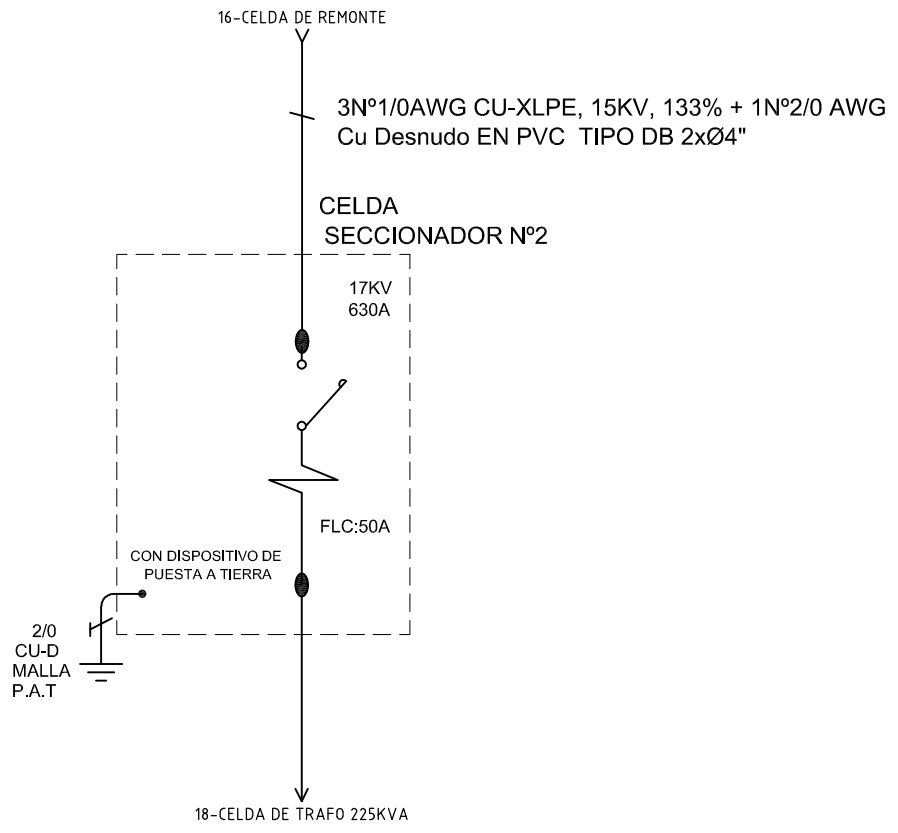 16-CELDA DE REMONTE
3Nº1/0AWG CU-XLPE, 15KV, 133% + 1Nº2/0 AWG
Cu Desnudo EN PVC TIPO DB 2xØ4"
CELDA
SECCIONADOR Nº2
17KV
630A
FLC:50A
CON DISPOSITIVO DE
PUESTA A TIERRA
2/0
CU-D
MALLA
P.A.T
18-CELDA DE TRAFO 225KVA